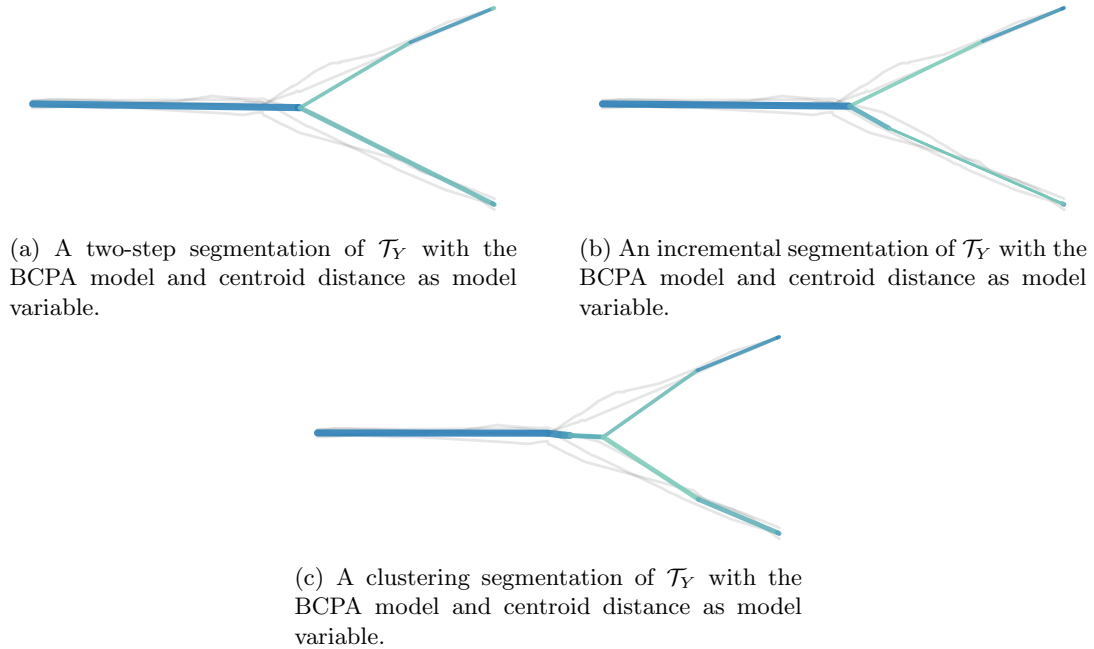 (a) A two-step segmentation of 𝒯_Y with the
BCPA model and centroid distance as model
variable.
(b) An incremental segmentation of 𝒯_Y with the
BCPA model and centroid distance as model
variable.
(c) A clustering segmentation of 𝒯_Y with the
BCPA model and centroid distance as model
variable.